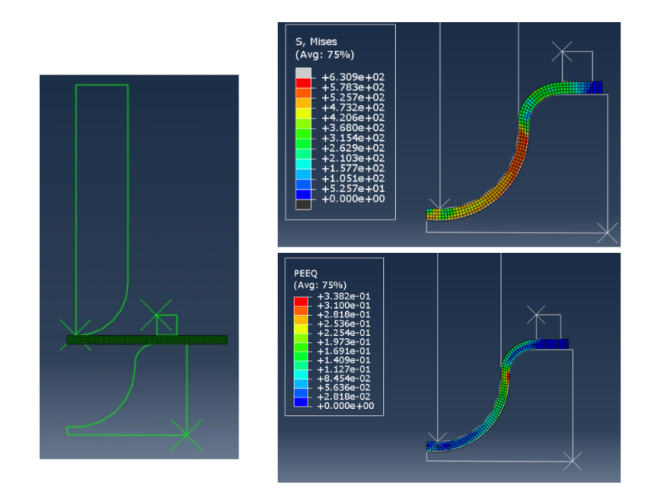 S, Mises
(Avg: 75%)
+6.309e+02
+5.783e+02
+5.257e+02
+4.732e+02
+4.206e+02
+3.680e+02
+3.154e+02
+2.629e+02
+2.103e+02
+1.577e+02
+1.051e+02
+5.257e+01
+0.000e+00
PEEQ
(Avg: 75%)
+3.382e-01
+3.100e-01
+2.818e-01
+2.536e-01
+2.254e-01
+1.973e-01
+1.691e-01
+1.409e-01
+1.127e-01
+8.454e-02
+5.636e-02
+2.818e-02
+0.000e+00